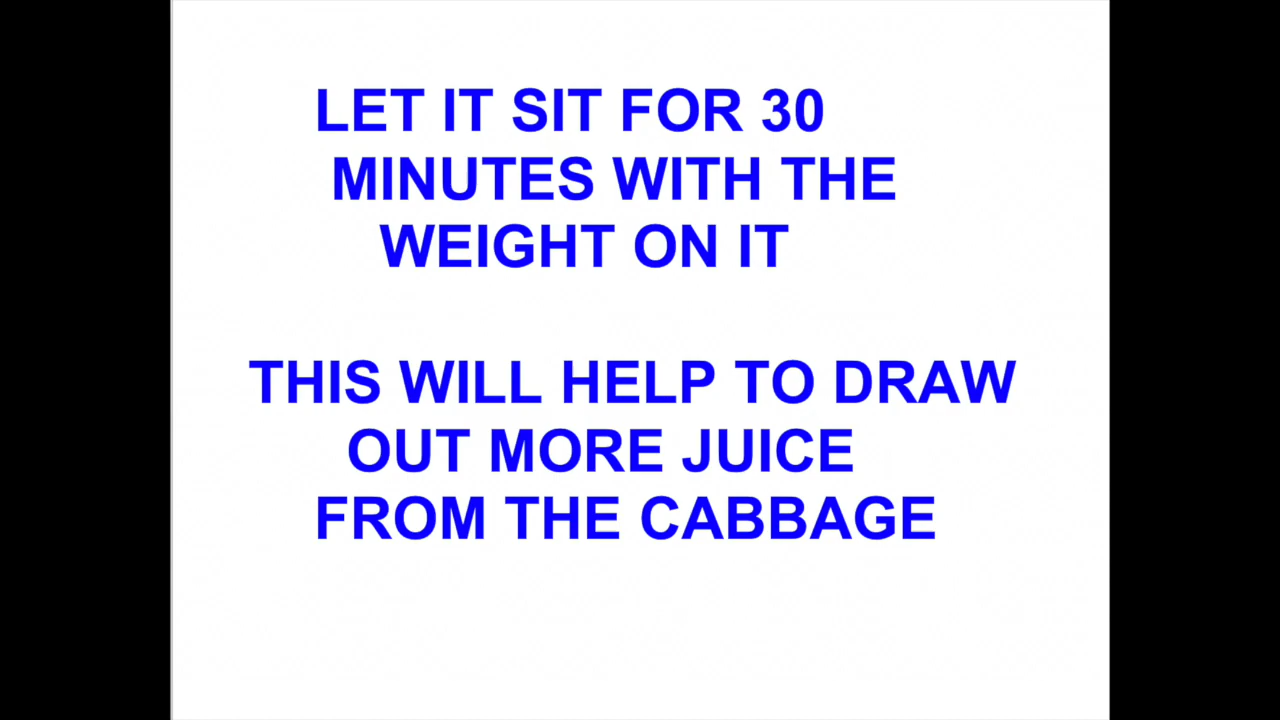 LET IT SIT FOR 30
MINUTES WITH THE
WEIGHT ON IT
THIS WILL HELP TO DRAW
OUT MORE JUICE
FROM THE CABBAGE